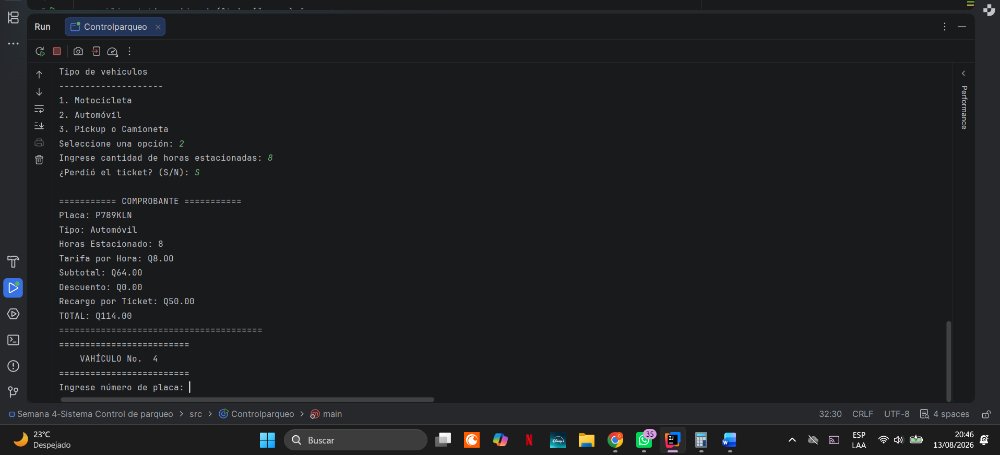 Run
Controlparqueo
Tipo de vehículos
--------------------
1. Motocicleta
2. Automóvil
3. Pickup o Camioneta
Seleccione una opción: 2
Ingrese cantidad de horas estacionadas: 8
¿Perdió el ticket? (S/N): S
=========== COMPROBANTE ===========
Placa: P789KLN
Tipo: Automóvil
Horas Estacionado: 8
Tarifa por Hora: Q8.00
Subtotal: Q64.00
Descuento: Q0.00
Recargo por Ticket: Q50.00
TOTAL: Q114.00
=======================================
=========================
VAHÍCULO No.  4
=========================
Ingrese número de placa:
Performance
Semana 4-Sistema Control de parqueo > src > Controlparqueo > main
32:30 CRLF UTF-8 4 spaces
23°C
Despejado
Buscar
Disney+
35
ESP
LAA
20:46
13/08/2026